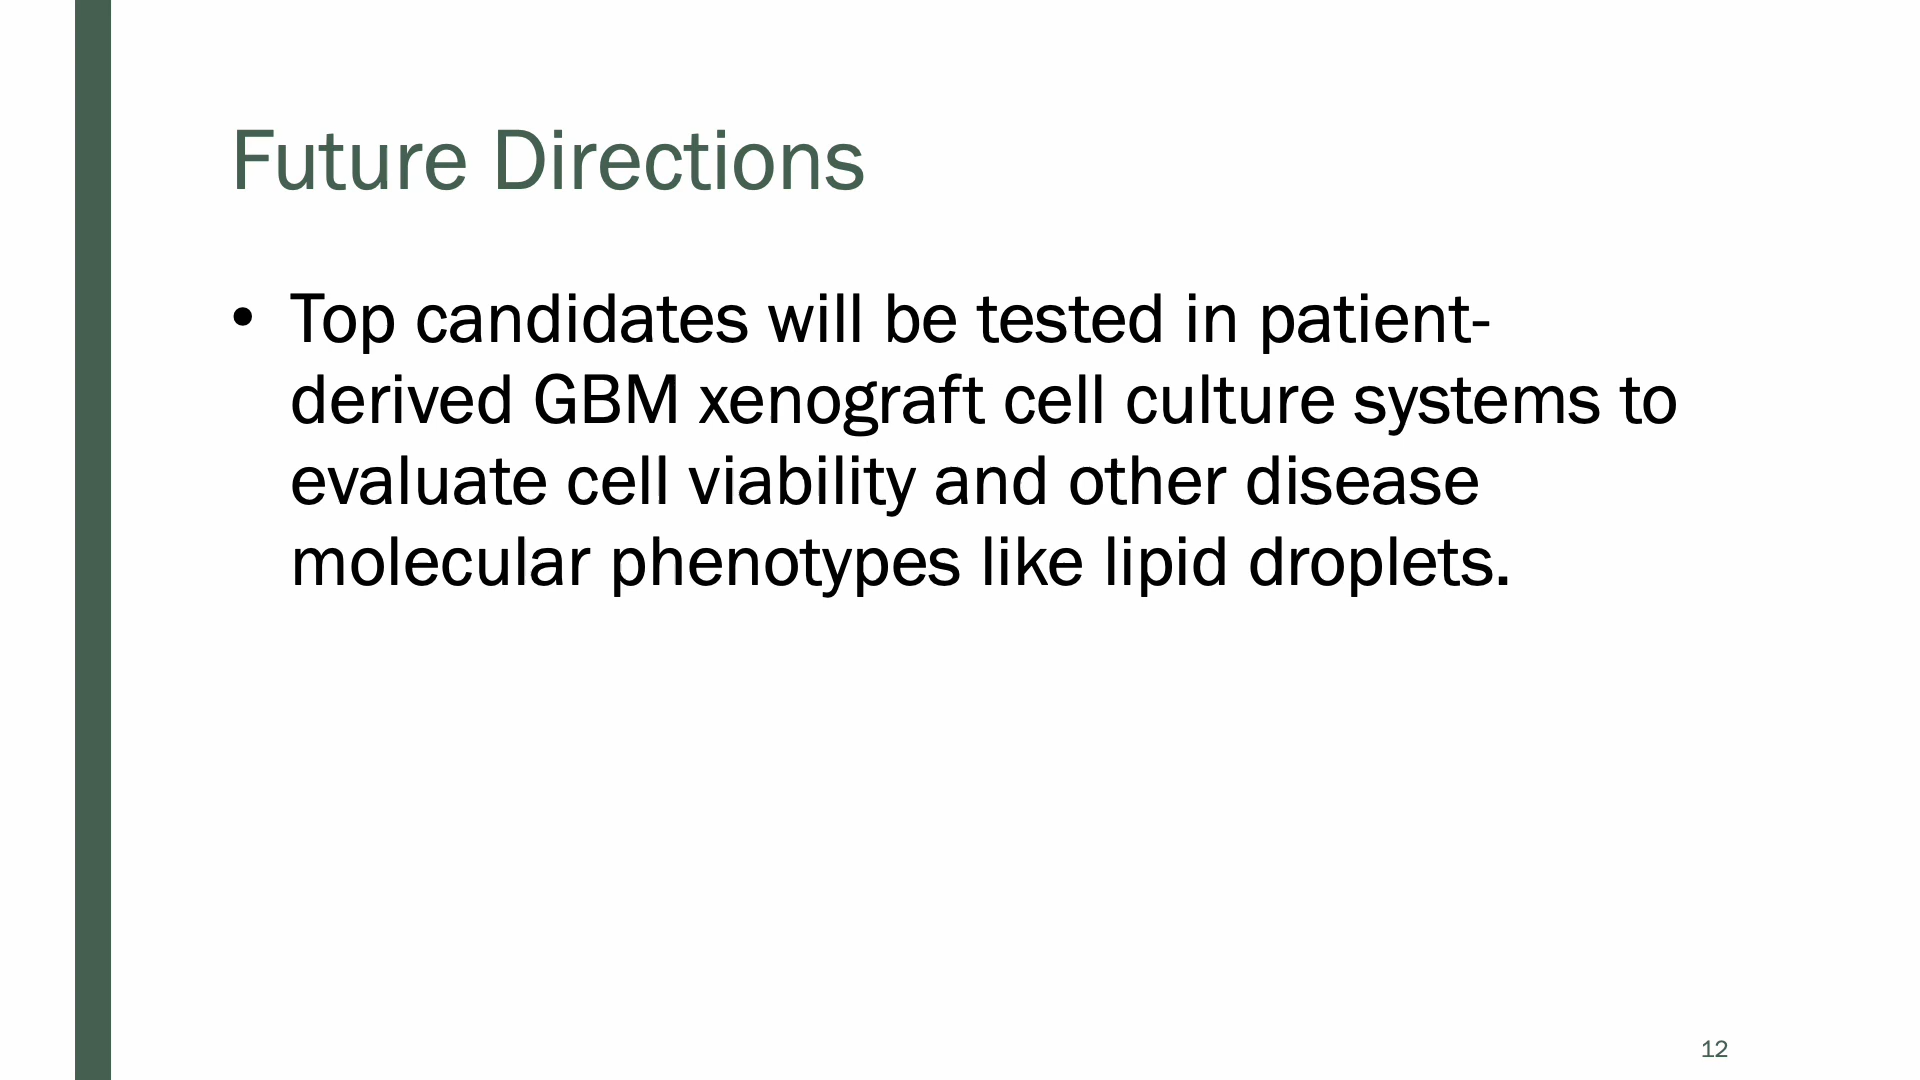 Future Directions
• Top candidates will be tested in patient-
derived GBM xenograft cell culture systems to
evaluate cell viability and other disease
molecular phenotypes like lipid droplets.
12